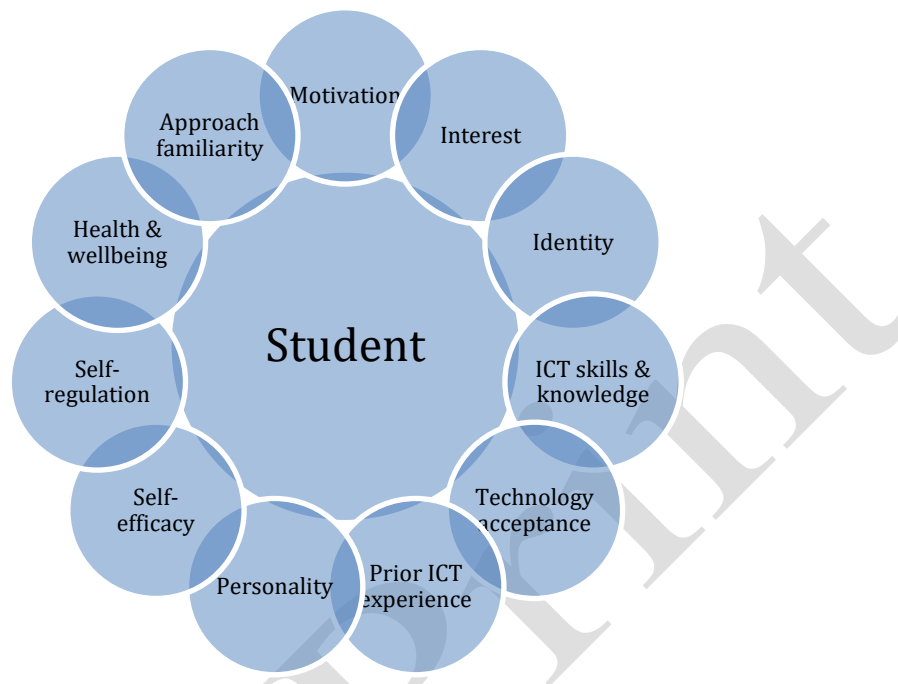 Motivation
Interest
Identity
ICT skills &
knowledge
Technology
acceptance
Prior ICT
experience
Personality
Self-
efficacy
Self-
regulation
Health &
wellbeing
Approach
familiarity
Student
print